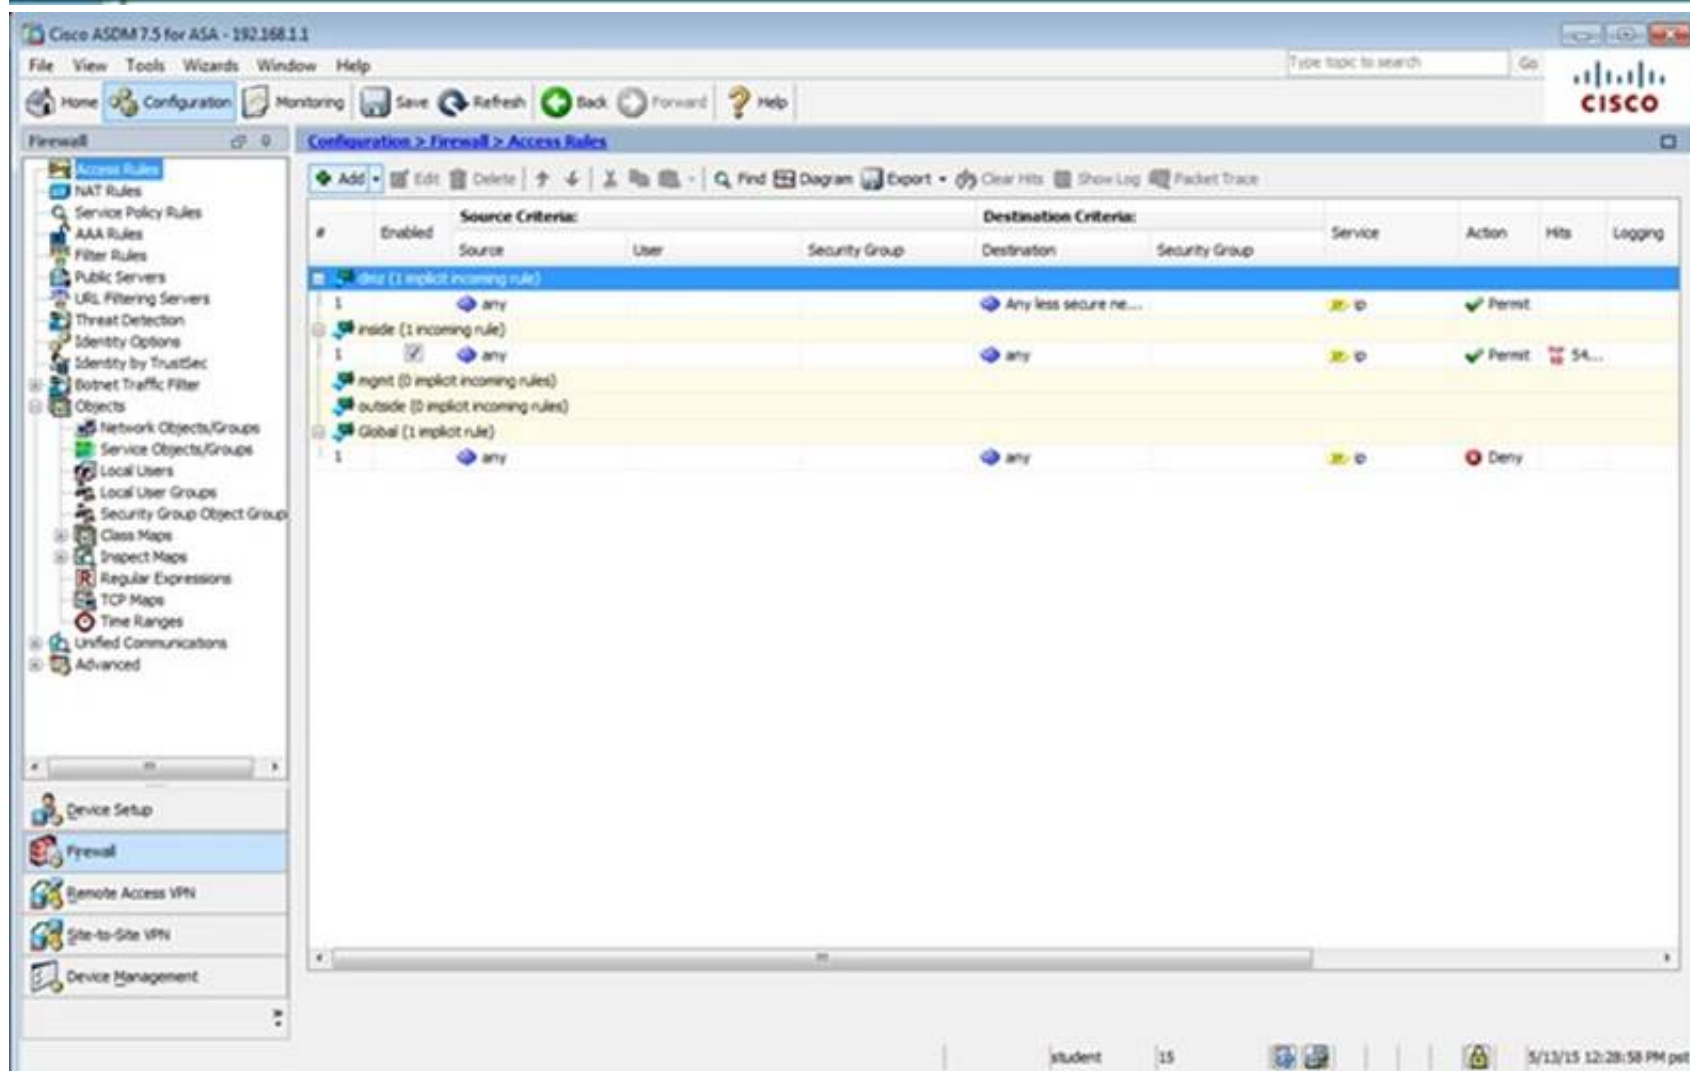 Cisco ASDM 7.5 for ASA - 192.168.1.1
File View Tools Wizards Window Help
Type topic to search Go
Home Configuration Monitoring Save Refresh Back Forward Help
CISCO
Firewall
Configuration > Firewall > Access Rules
Access Rules
NAT Rules
Service Policy Rules
AAA Rules
Filter Rules
Public Servers
URL Filtering Servers
Threat Detection
Identity Options
Identity by TrustSec
Botnet Traffic Filter
Objects
Network Objects/Groups
Service Objects/Groups
Local Users
Local User Groups
Security Group Object Group
Class Maps
Inspect Maps
Regular Expressions
TCP Maps
Time Ranges
Unified Communications
Advanced
Device Setup
Firewall
Remote Access VPN
Site-to-Site VPN
Device Management
Add Edit Delete Find Diagram Export Clear Hits Show Log Packet Trace
# Enabled Source Criteria: Destination Criteria: Service Action Hits Logging
Source User Security Group Destination Security Group
dmz (1 implicit incoming rule)
1 any Any less secure ne... ip Permit
inside (1 incoming rule)
1 any any ip Permit 54...
mgmt (0 implicit incoming rules)
outside (0 implicit incoming rules)
Global (1 implicit rule)
1 any any ip Deny
student 15 5/13/15 12:28:58 PM pst